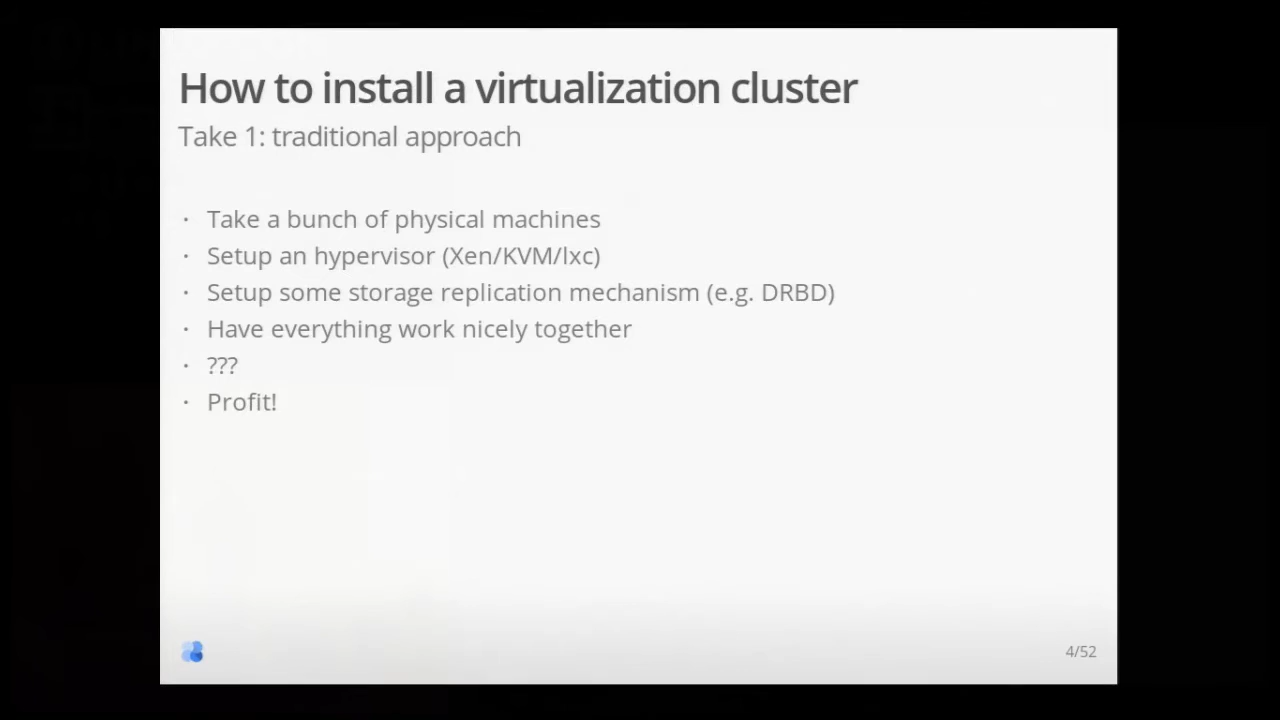 How to install a virtualization cluster
Take 1: traditional approach
· Take a bunch of physical machines
· Setup an hypervisor (Xen/KVM/lxc)
· Setup some storage replication mechanism (e.g. DRBD)
· Have everything work nicely together
· ???
· Profit!
4/52